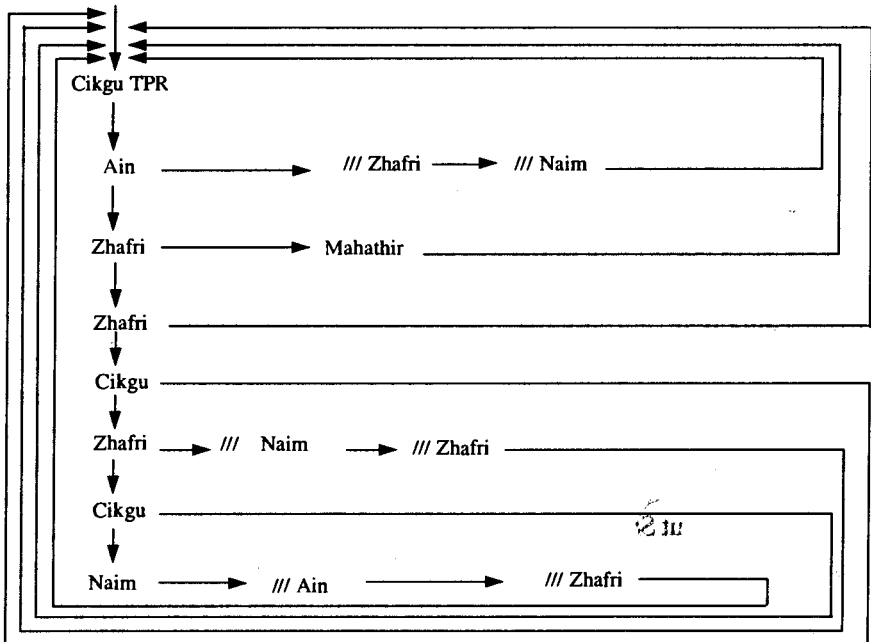 Cikgu TPR
Ain /// Zhafri /// Naim
Zhafri Mahathir
Zhafri
Cikgu
Zhafri /// Naim /// Zhafri
Cikgu
Naim /// Ain /// Zhafri